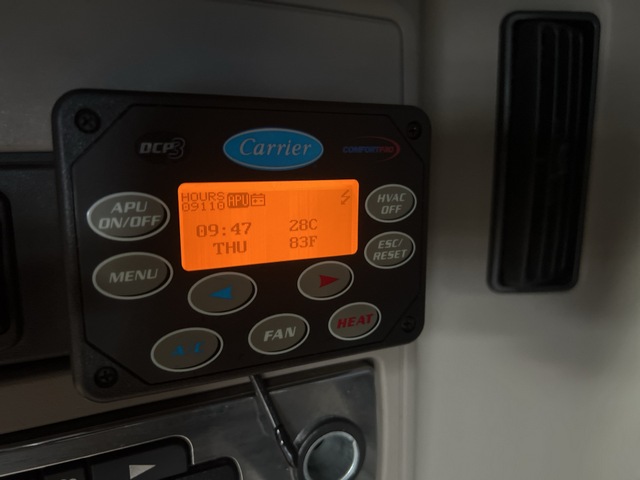 DCP3
Carrier
COMFORTPRO
APU
ON/OFF
HOURS
09110
APU
09:47
THU
28C
83F
HVAC
OFF
ESC/
RESET
MENU
FAN
HEAT